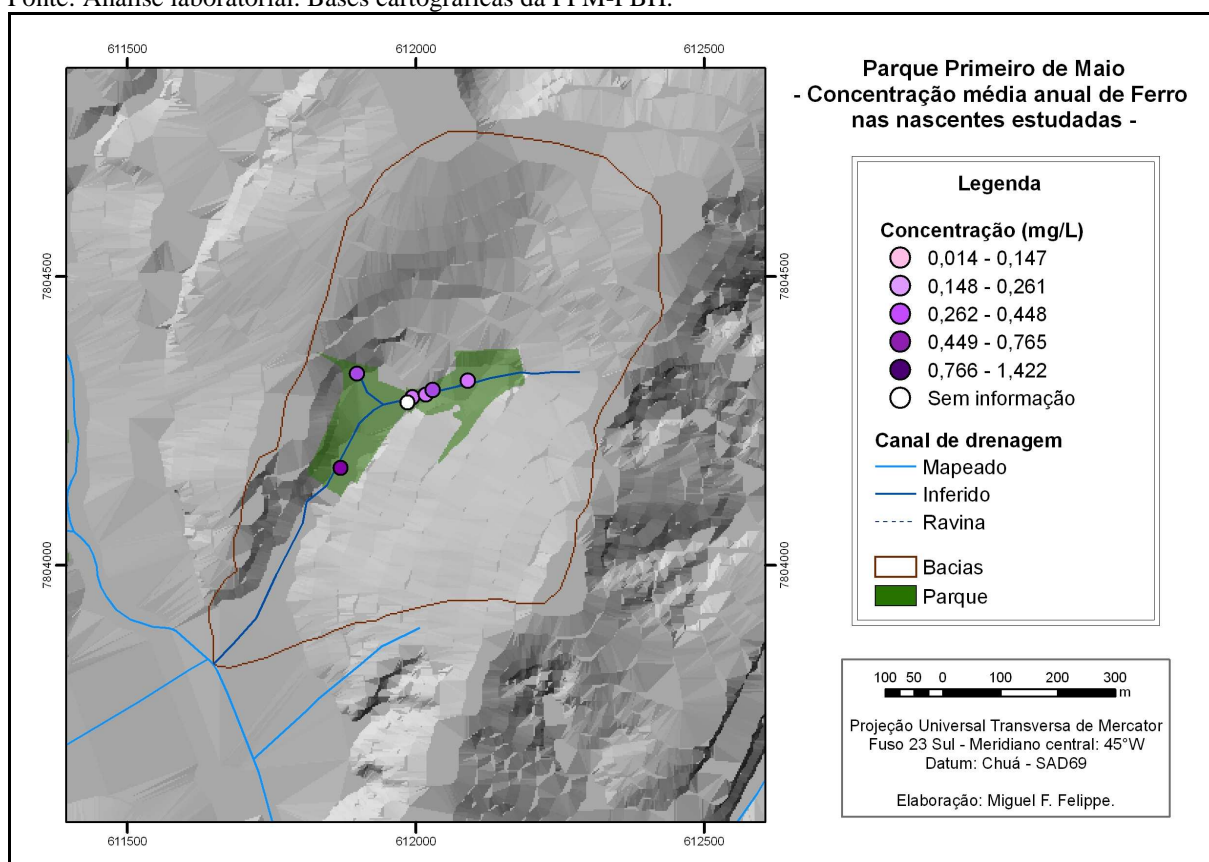 Fonte: Análise laboratorial. Bases cartográficas da PPM-PBH.
611500 612000 612500
Parque Primeiro de Maio
- Concentração média anual de Ferro
nas nascentes estudadas -
Legenda
Concentração (mg/L)
0,014 - 0,147
0,148 - 0,261
0,262 - 0,448
0,449 - 0,765
0,766 - 1,422
Sem informação
Canal de drenagem
Mapeado
Inferido
Ravina
Bacias
Parque
7804500 7804500
7804000 7804000
100 50 0 100 200 300
m
Projeção Universal Transversa de Mercator
Fuso 23 Sul - Meridiano central: 45°W
Datum: Chuá - SAD69
Elaboração: Miguel F. Felippe.
611500 612000 612500